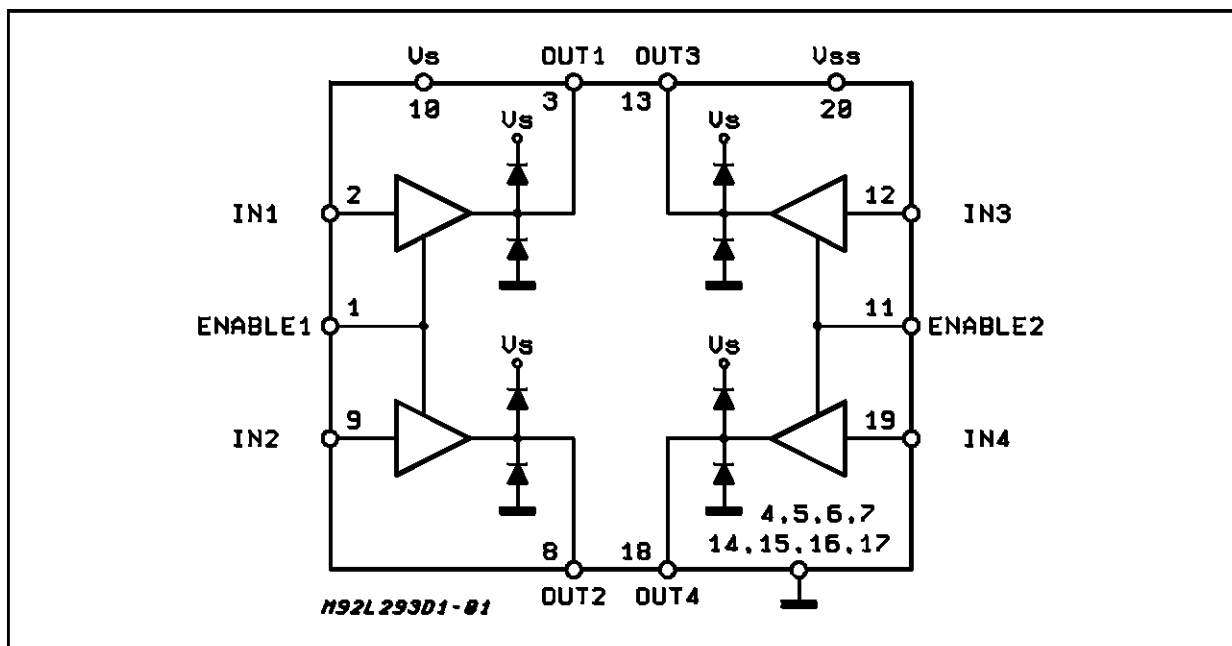 Vs OUT1 OUT3 Vss
10 3 13 20
Vs Vs
IN1 2 12 IN3
ENABLE1 1 11 ENABLE2
Vs Vs
IN2 9 19 IN4
4,5,6,7
8 18 14,15,16,17
OUT2 OUT4
M92L293D1-01